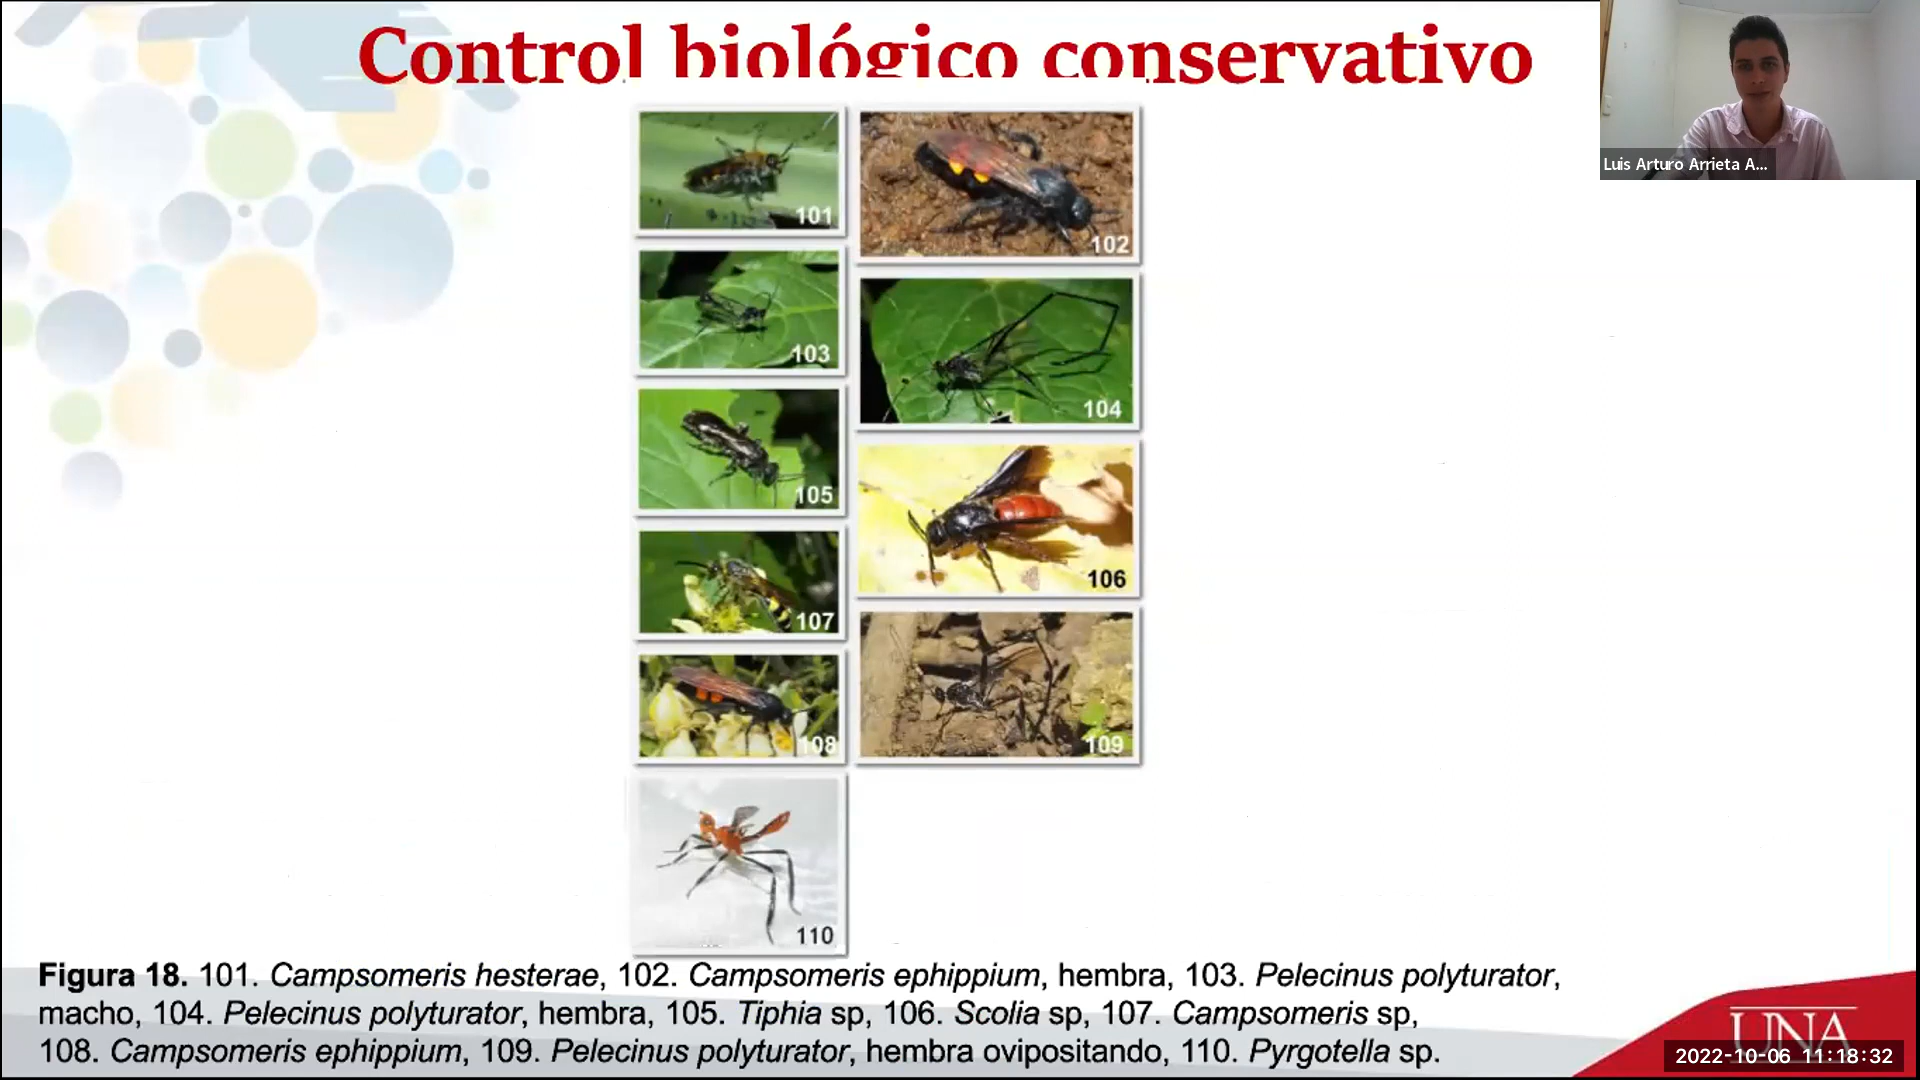 Control biológico conservativo
Luis Arturo Arrieta A...
101
102
103
104
105
106
107
108
109
110
Figura 18. 101. Campsomeris hesterae, 102. Campsomeris ephippium, hembra, 103. Pelecinus polyturator,
macho, 104. Pelecinus polyturator, hembra, 105. Tiphia sp, 106. Scolia sp, 107. Campsomeris sp,
108. Campsomeris ephippium, 109. Pelecinus polyturator, hembra ovipositando, 110. Pyrgotella sp.
UNA
2022-10-06 11:18:32